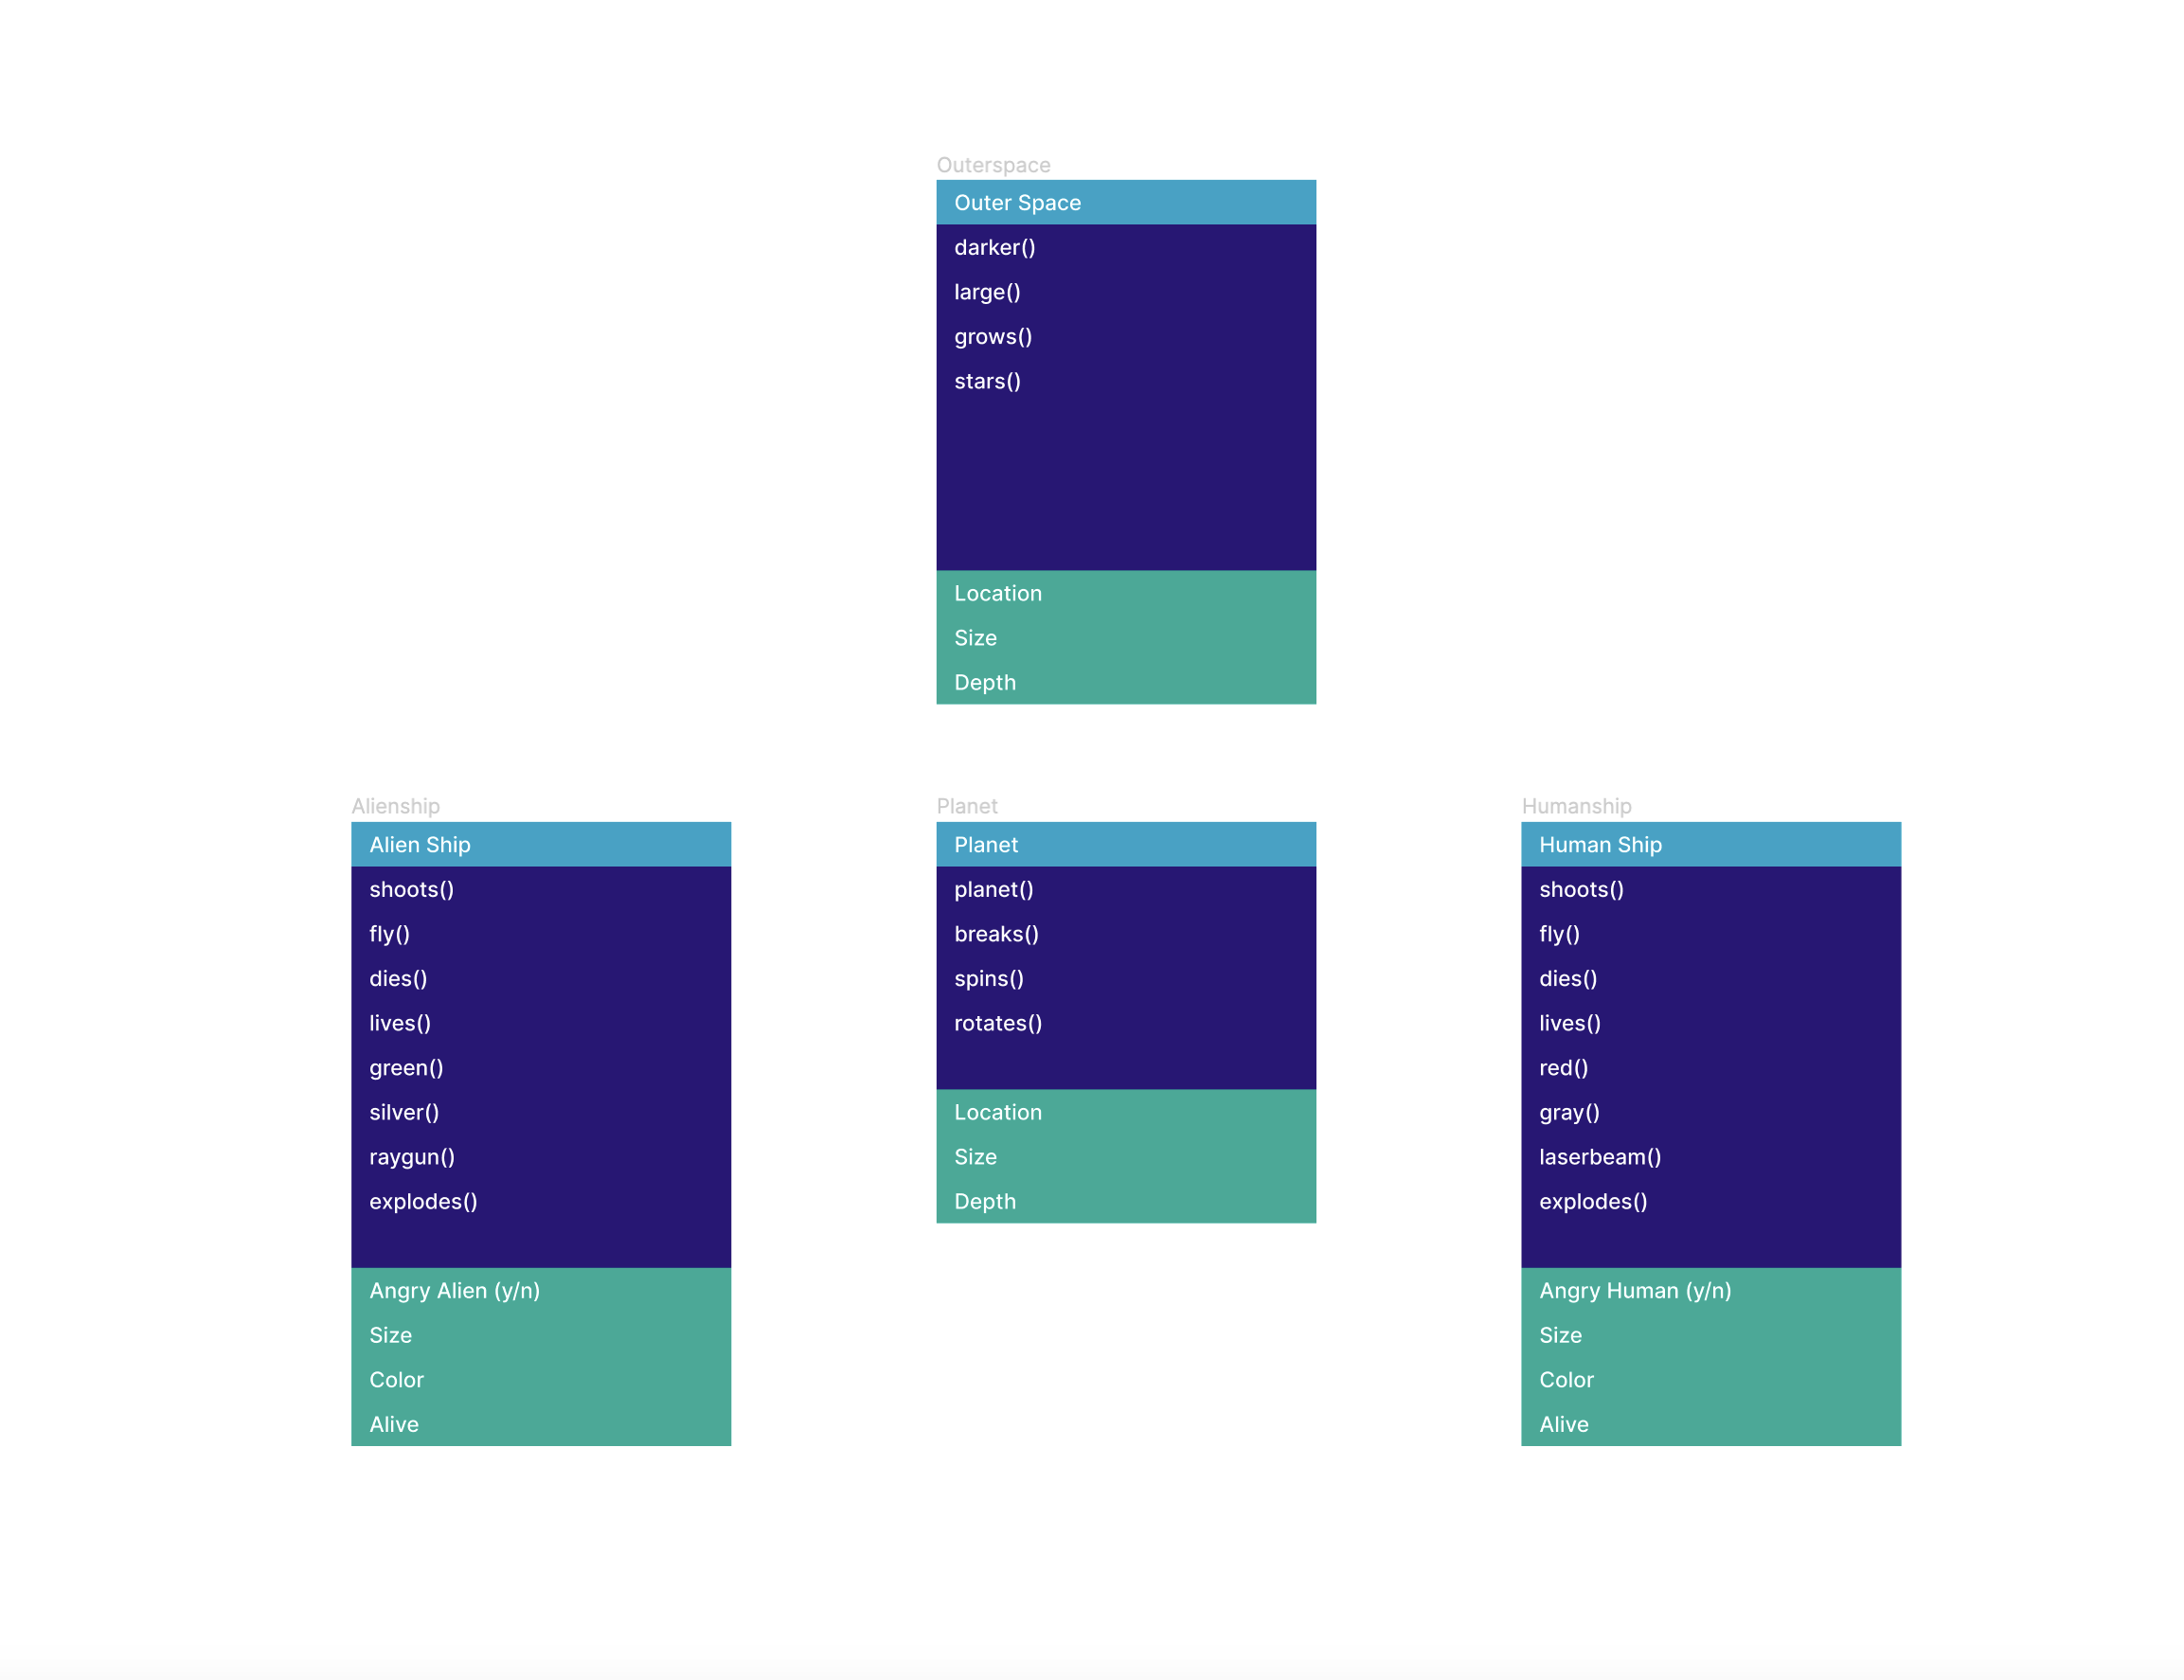 Outerspace
Outer Space
darker()
large()
grows()
stars()
Location
Size
Depth
Alienship
Alien Ship
shoots()
fly()
dies()
lives()
green()
silver()
raygun()
explodes()
Angry Alien (y/n)
Size
Color
Alive
Planet
Planet
planet()
breaks()
spins()
rotates()
Location
Size
Depth
Humanship
Human Ship
shoots()
fly()
dies()
lives()
red()
gray()
laserbeam()
explodes()
Angry Human (y/n)
Size
Color
Alive